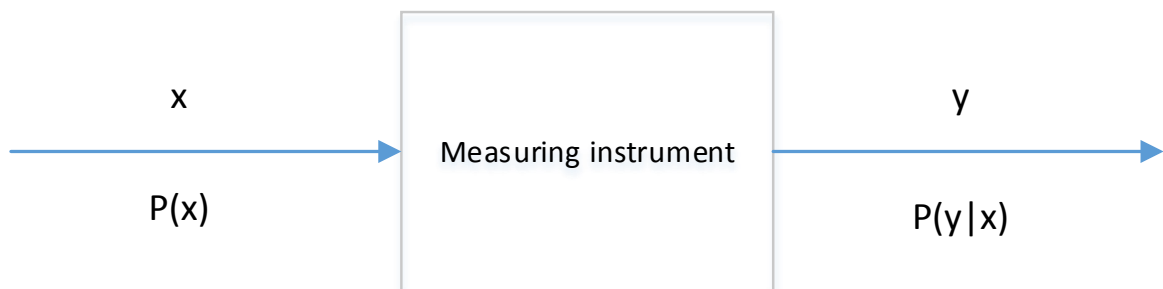 x
P(x)
Measuring instrument
y
P(y|x)